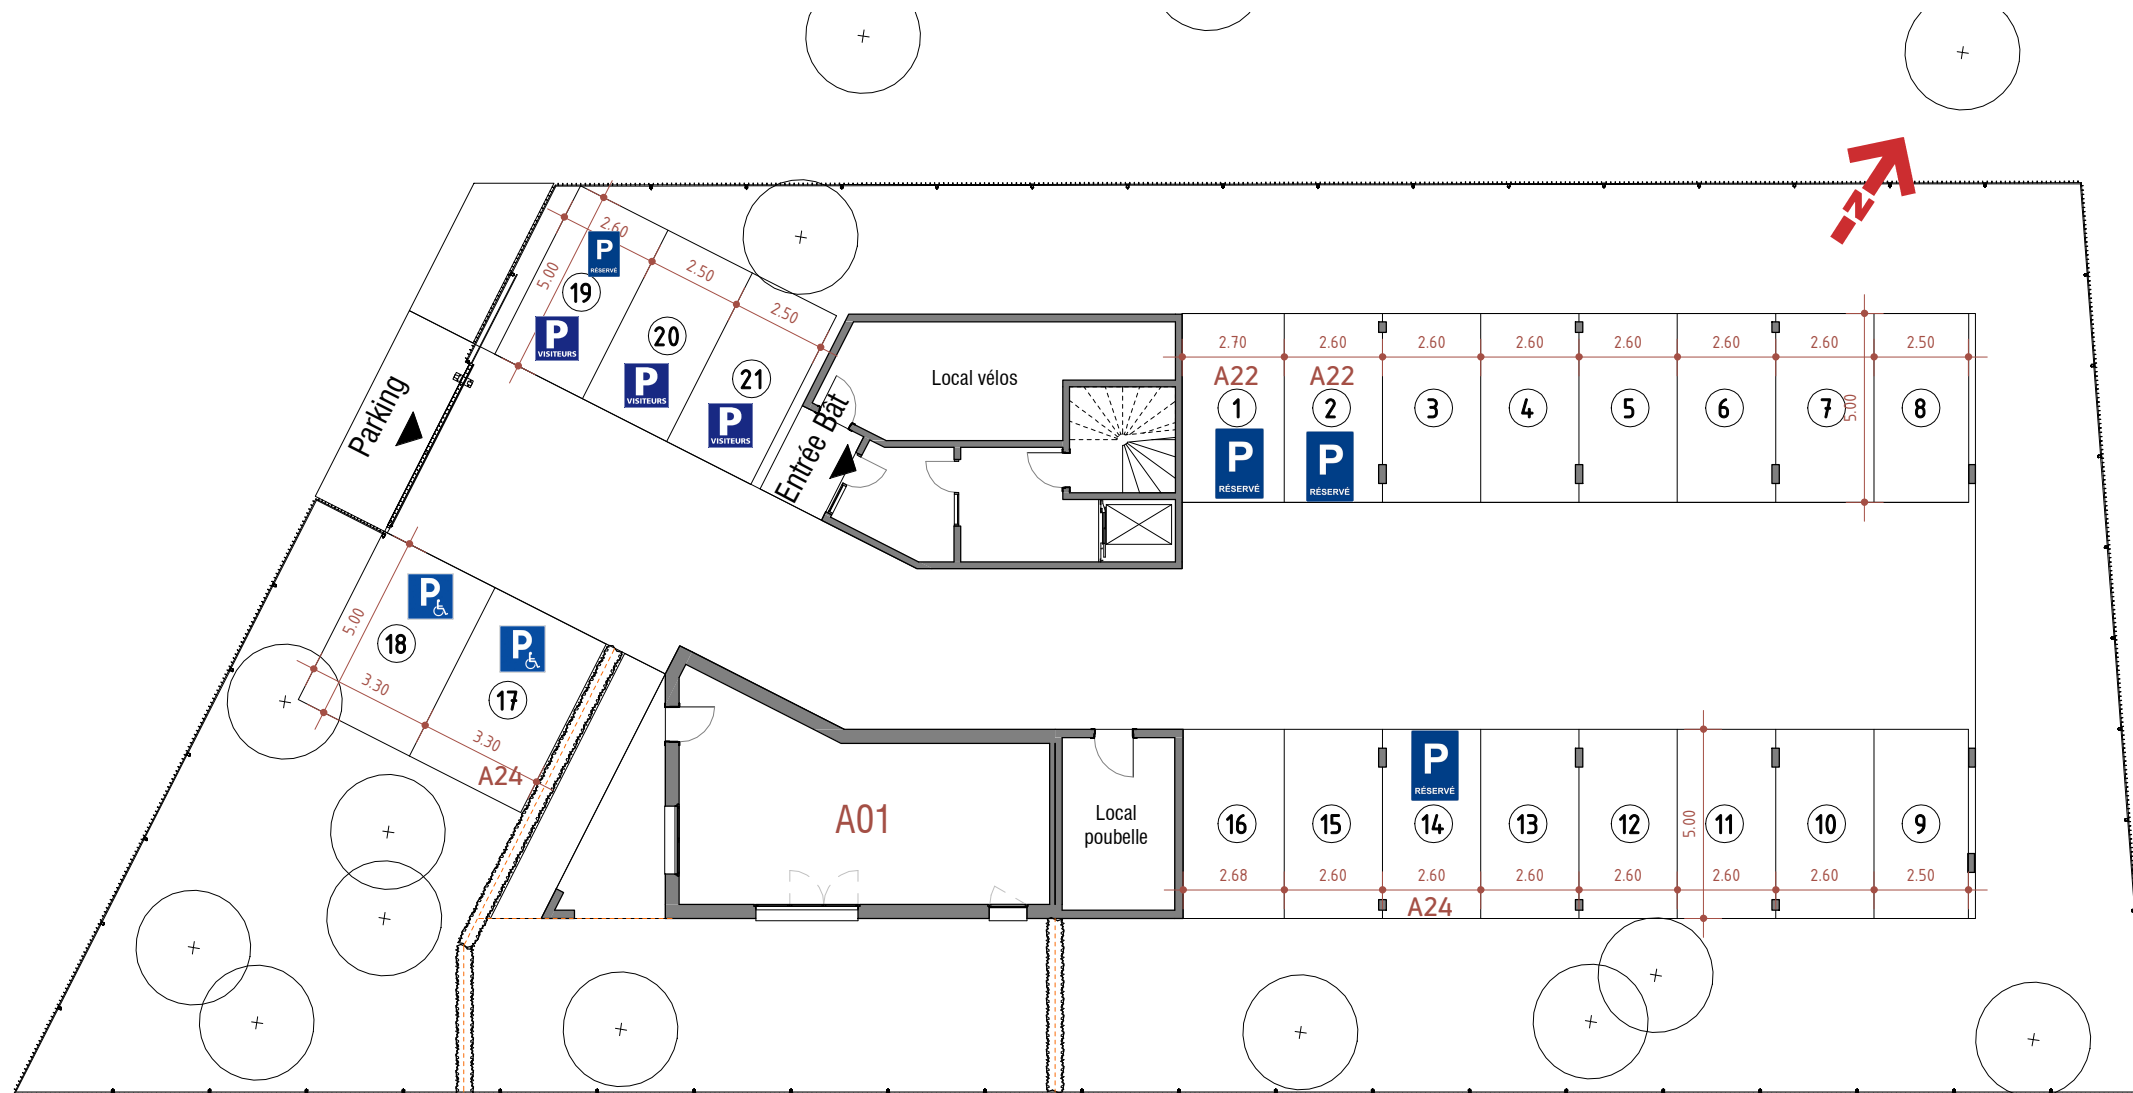 N
2.60
P
RÉSERVÉ
5.00
19
2.50
P
VISITEURS
20
2.50
P
VISITEURS
21
P
VISITEURS
Parking
Entrée Bât
Local vélos
2.70
2.60
2.60
2.60
2.60
2.60
2.60
2.50
A22
A22
1
2
3
4
5
6
7
5.00
8
P
RÉSERVÉ
P
RÉSERVÉ
P
5.00
18
P
17
3.30
3.30
A24
A01
Local
poubelle
P
RÉSERVÉ
16
15
14
13
12
5.00
11
10
9
2.68
2.60
2.60
2.60
2.60
2.60
2.60
2.50
A24